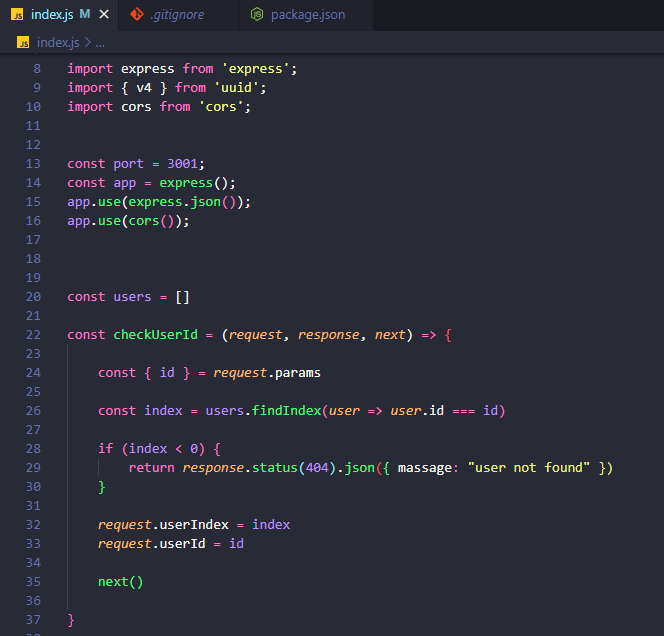 JS index.js M ×
.gitignore
package.json
JS index.js > ...
8 import express from 'express';
9 import { v4 } from 'uuid';
10 import cors from 'cors';
11
12
13 const port = 3001;
14 const app = express();
15 app.use(express.json());
16 app.use(cors());
17
18
19
20 const users = []
21
22 const checkUserId = (request, response, next) => {
23
24 const { id } = request.params
25
26 const index = users.findIndex(user => user.id === id)
27
28 if (index < 0) {
29 return response.status(404).json({ massage: "user not found" })
30 }
31
32 request.userIndex = index
33 request.userId = id
34
35 next()
36
37 }